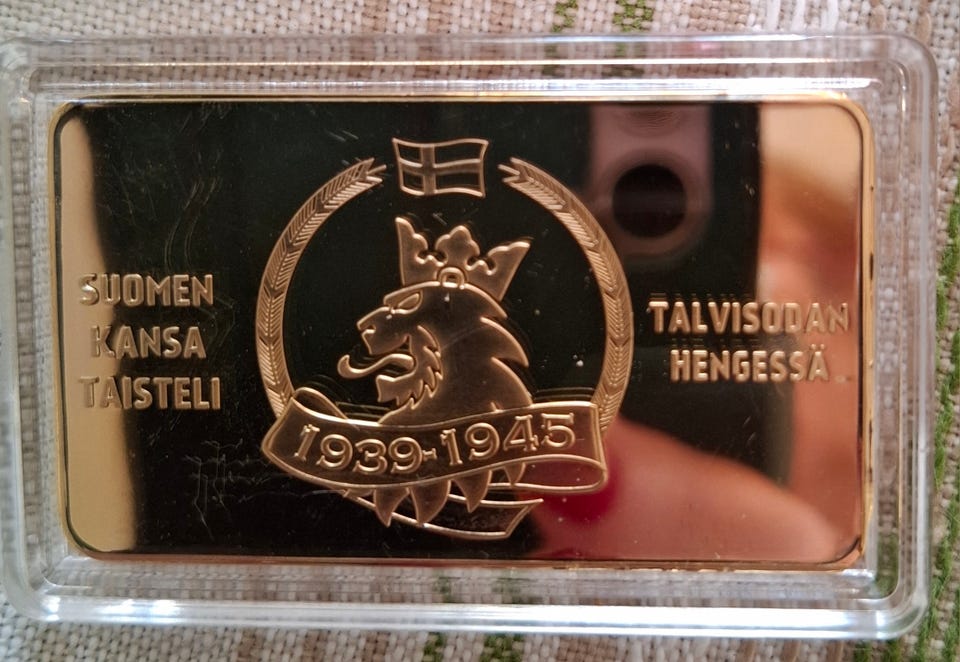 SUOMEN
KANSA
TAISTELI
1939-1945
TALVISODAN
HENGESSÄ